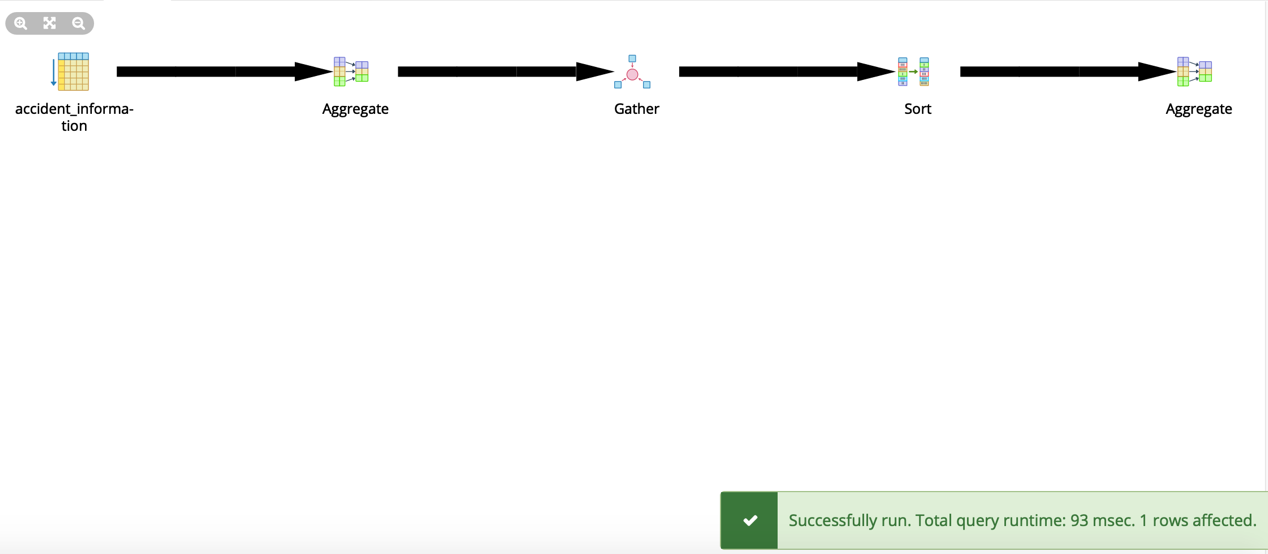 accident_informa-
tion
Aggregate
Gather
Sort
Aggregate
Successfully run. Total query runtime: 93 msec. 1 rows affected.